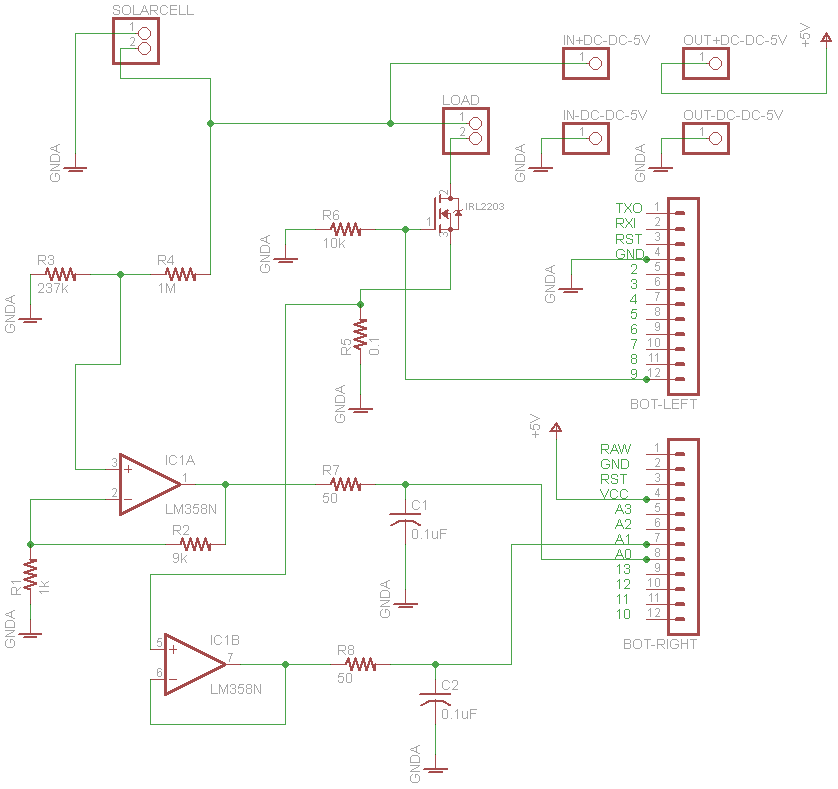 SOLARCELL
1
2
GNDA
IN+DC-DC-5V
1
OUT+DC-DC-5V
1
+5V
LOAD
1
2
IN-DC-DC-5V
1
GNDA
OUT-DC-DC-5V
1
GNDA
R6
10k
GNDA
1
2
3
IRL2203
TXO 1
RXI 2
RST 3
GND 4
2 5
3 6
4 7
5 8
6 9
7 10
8 11
9 12
BOT-LEFT
GNDA
R3
237k
GNDA
R4
1M
R5
0.1
GNDA
+5V
RAW 1
GND 2
RST 3
VCC 4
A3 5
A2 6
A1 7
A0 8
13 9
12 10
11 11
10 12
BOT-RIGHT
IC1A
3
+
2
−
1
LM358N
R2
9k
R1
1k
GNDA
R7
50
C1
0.1uF
GNDA
IC1B
5
+
6
−
7
LM358N
R8
50
C2
0.1uF
GNDA